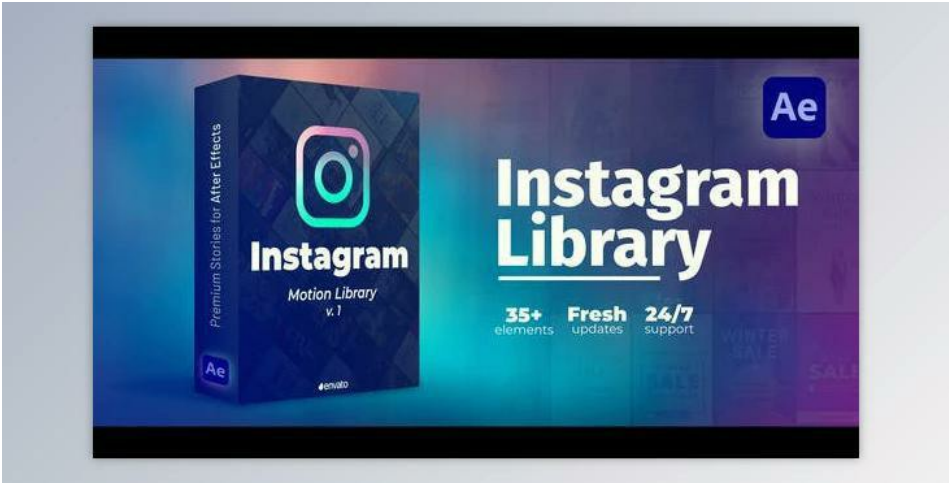 Premium Stories for After Effects
Ae
Instagram
Motion Library
v. 1
envato
Ae
Instagram
Library
35+
elements
Fresh
updates
24/7
support
WINTER
SALE
SALE
SALE